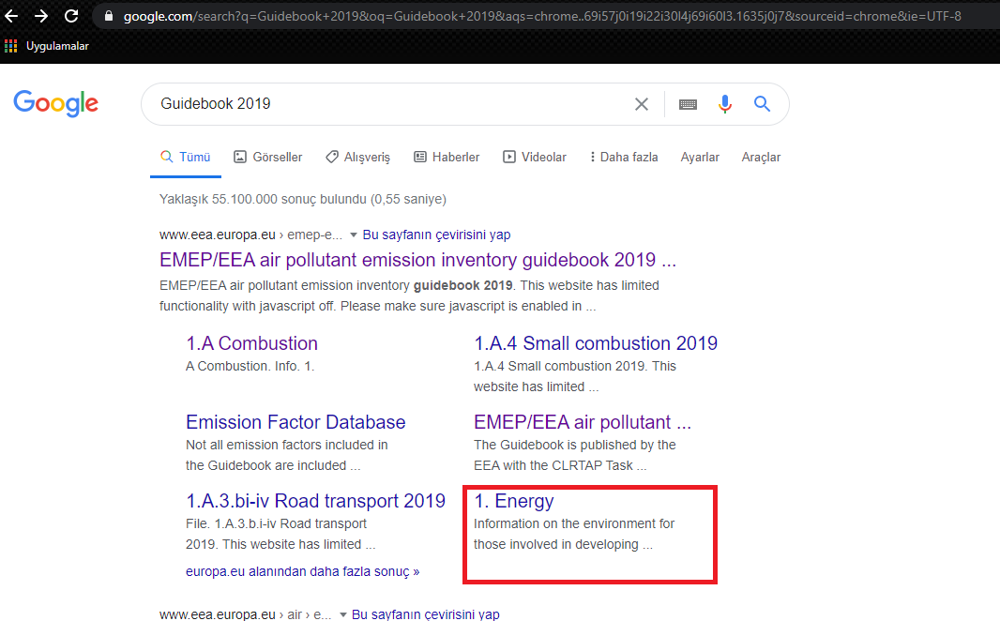 google.com/search?q=Guidebook+2019&oq=Guidebook+2019&aqs=chrome..69i57j0i19i22i30l4j69i60l3.1635j0j7&sourceid=chrome&ie=UTF-8
Uygulamalar
Google
Guidebook 2019
Tümü Görseller Alışveriş Haberler Videolar Daha fazla Ayarlar Araçlar
Yaklaşık 55.100.000 sonuç bulundu (0,55 saniye)
www.eea.europa.eu › emep-e... Bu sayfanın çevirisini yap
EMEP/EEA air pollutant emission inventory guidebook 2019 ...
EMEP/EEA air pollutant emission inventory guidebook 2019. This website has limited
functionality with javascript off. Please make sure javascript is enabled in ...
1.A Combustion
A Combustion. Info. 1.
1.A.4 Small combustion 2019
1.A.4 Small combustion 2019. This
website has limited ...
Emission Factor Database
Not all emission factors included in
the Guidebook are included ...
EMEP/EEA air pollutant ...
The Guidebook is published by the
EEA with the CLRTAP Task ...
1.A.3.bi-iv Road transport 2019
File. 1.A.3.b.i-iv Road transport
2019. This website has limited ...
1. Energy
Information on the environment for
those involved in developing ...
europa.eu alanından daha fazla sonuç »
www.eea.europa.eu › air › e... Bu sayfanın çevirisini yap